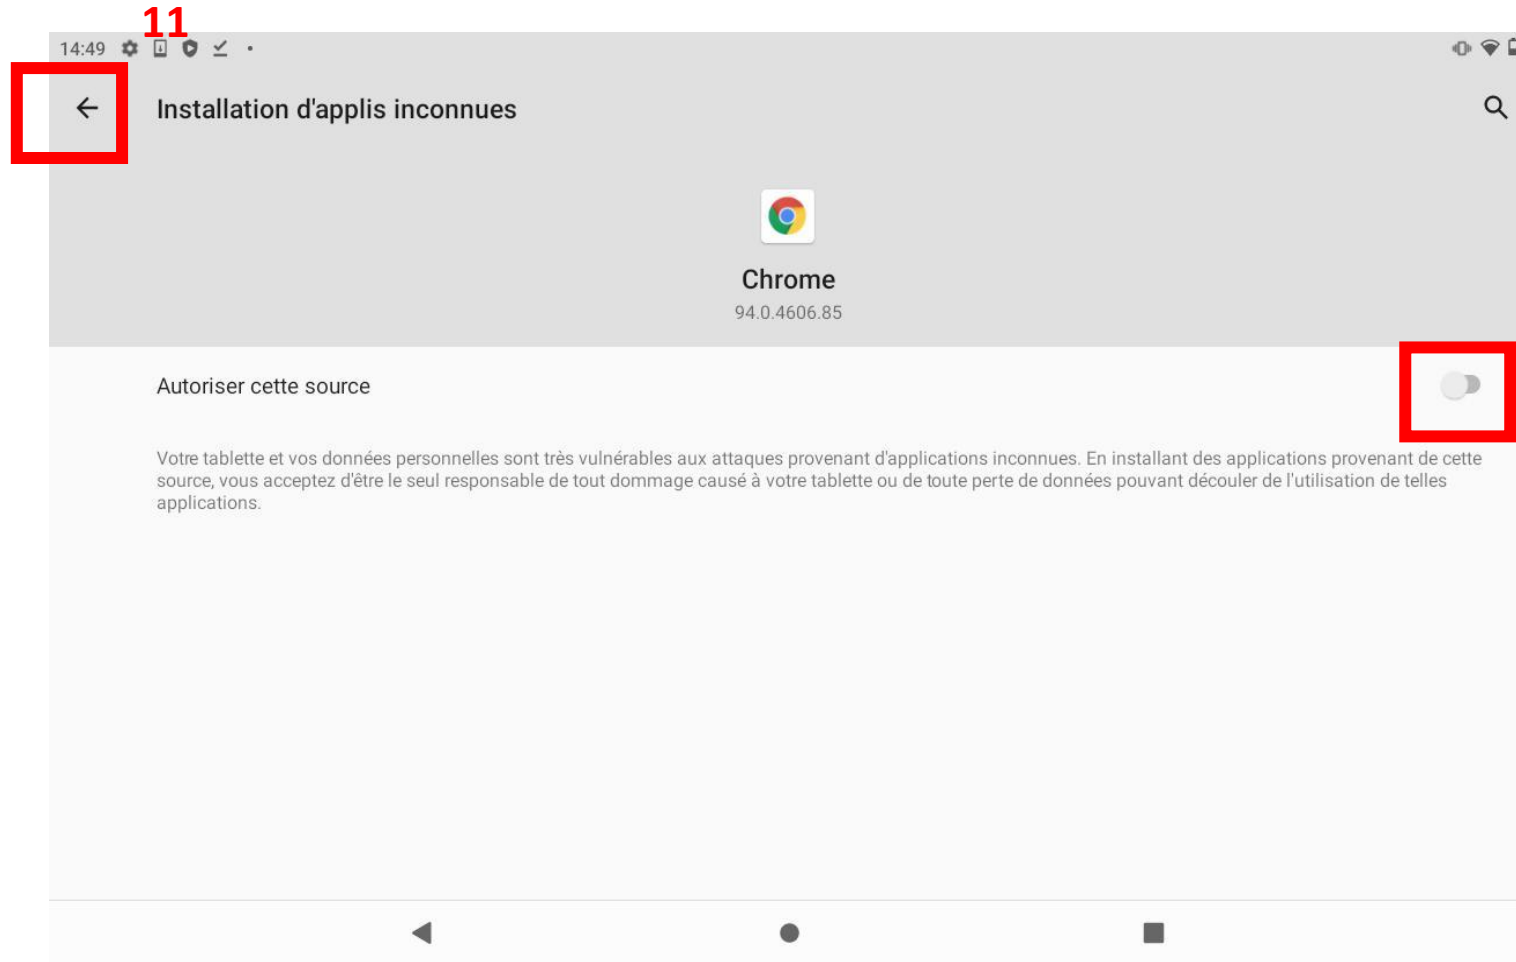 11
14:49
Installation d'applis inconnues
Chrome
94.0.4606.85
Autoriser cette source
Votre tablette et vos données personnelles sont très vulnérables aux attaques provenant d'applications inconnues. En installant des applications provenant de cette
source, vous acceptez d'être le seul responsable de tout dommage causé à votre tablette ou de toute perte de données pouvant découler de l'utilisation de telles
applications.